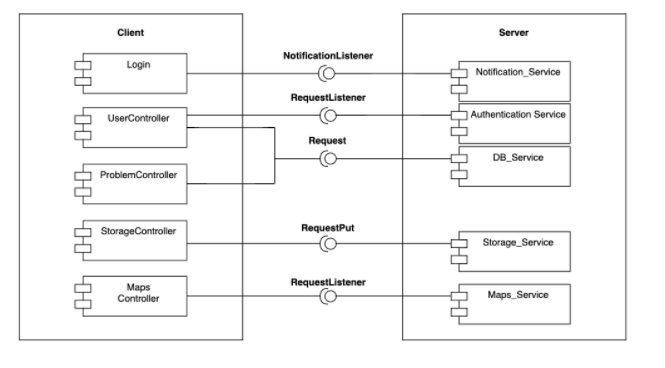 Client
Server
NotificationListener
Login
Notification_Service
RequestListener
UserController
Authentication Service
Request
DB_Service
ProblemController
RequestPut
StorageController
Storage_Service
RequestListener
Maps
Controller
Maps_Service